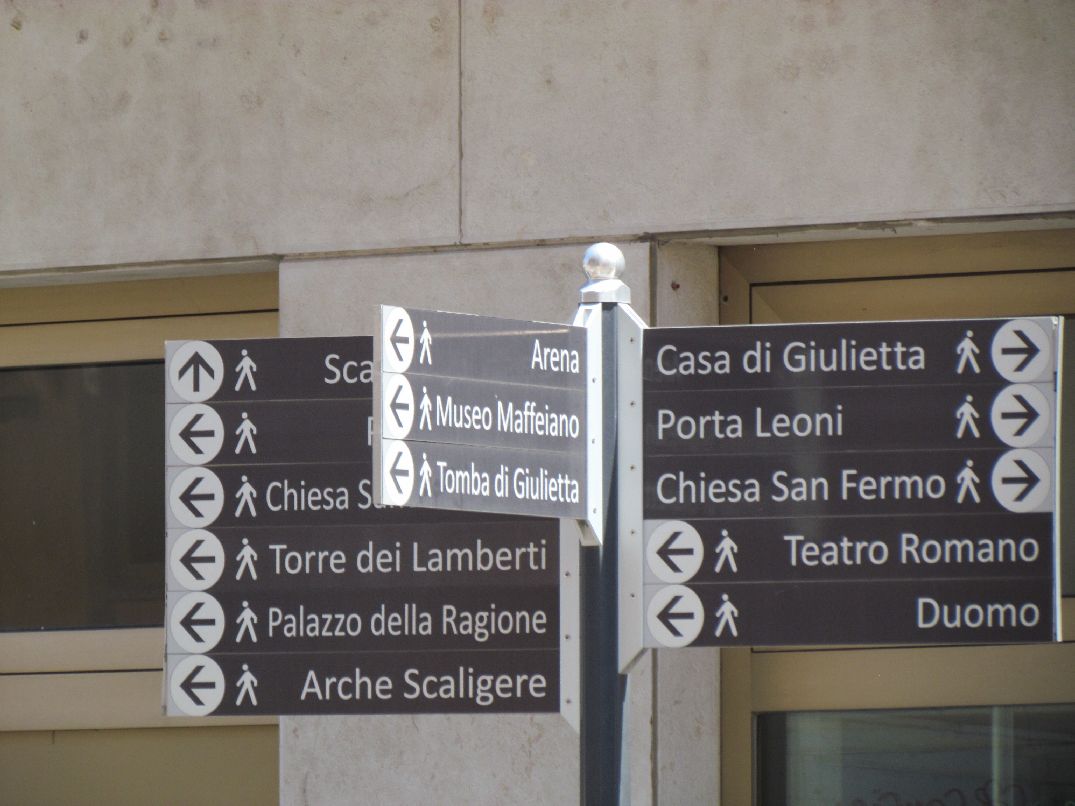 Arena
Museo Maffeiano
Tomba di Giulietta
Chiesa
Torre dei Lamberti
Palazzo della Ragione
Arche Scaligere
Casa di Giulietta
Porta Leoni
Chiesa San Fermo
Teatro Romano
Duomo